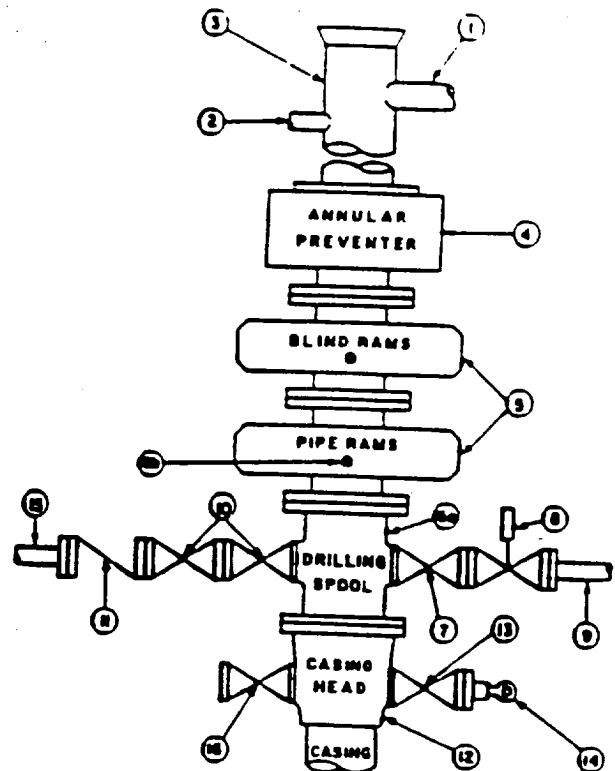 3
1
2
ANNULAR
PREVENTER
4
BLIND RAMS
5
PIPE RAMS
15
10
8
DRILLING
SPOOL
11
7
13
9
CASING
HEAD
16
12
14
CASING